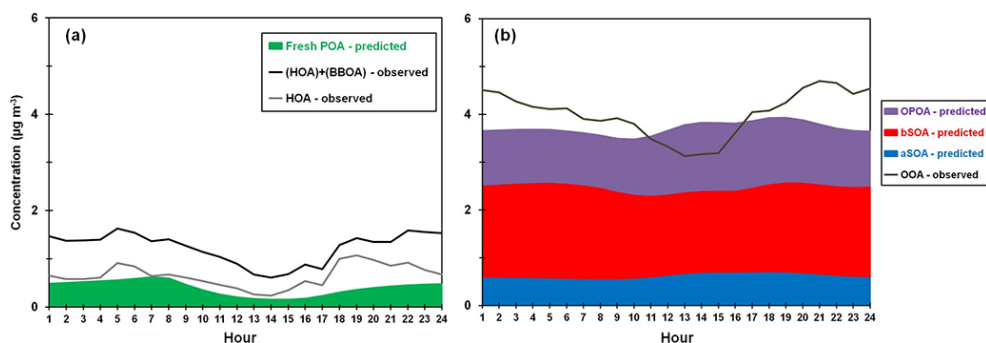 (a)
Fresh POA - predicted
(HOA)+(BBOA) - observed
HOA - observed
Concentration (μg m⁻³)
6
4
2
0
1 2 3 4 5 6 7 8 9 10 11 12 13 14 15 16 17 18 19 20 21 22 23 24
Hour
(b)
6
4
2
0
1 2 3 4 5 6 7 8 9 10 11 12 13 14 15 16 17 18 19 20 21 22 23 24
Hour
OPOA - predicted
bSOA - predicted
aSOA - predicted
OOA - observed